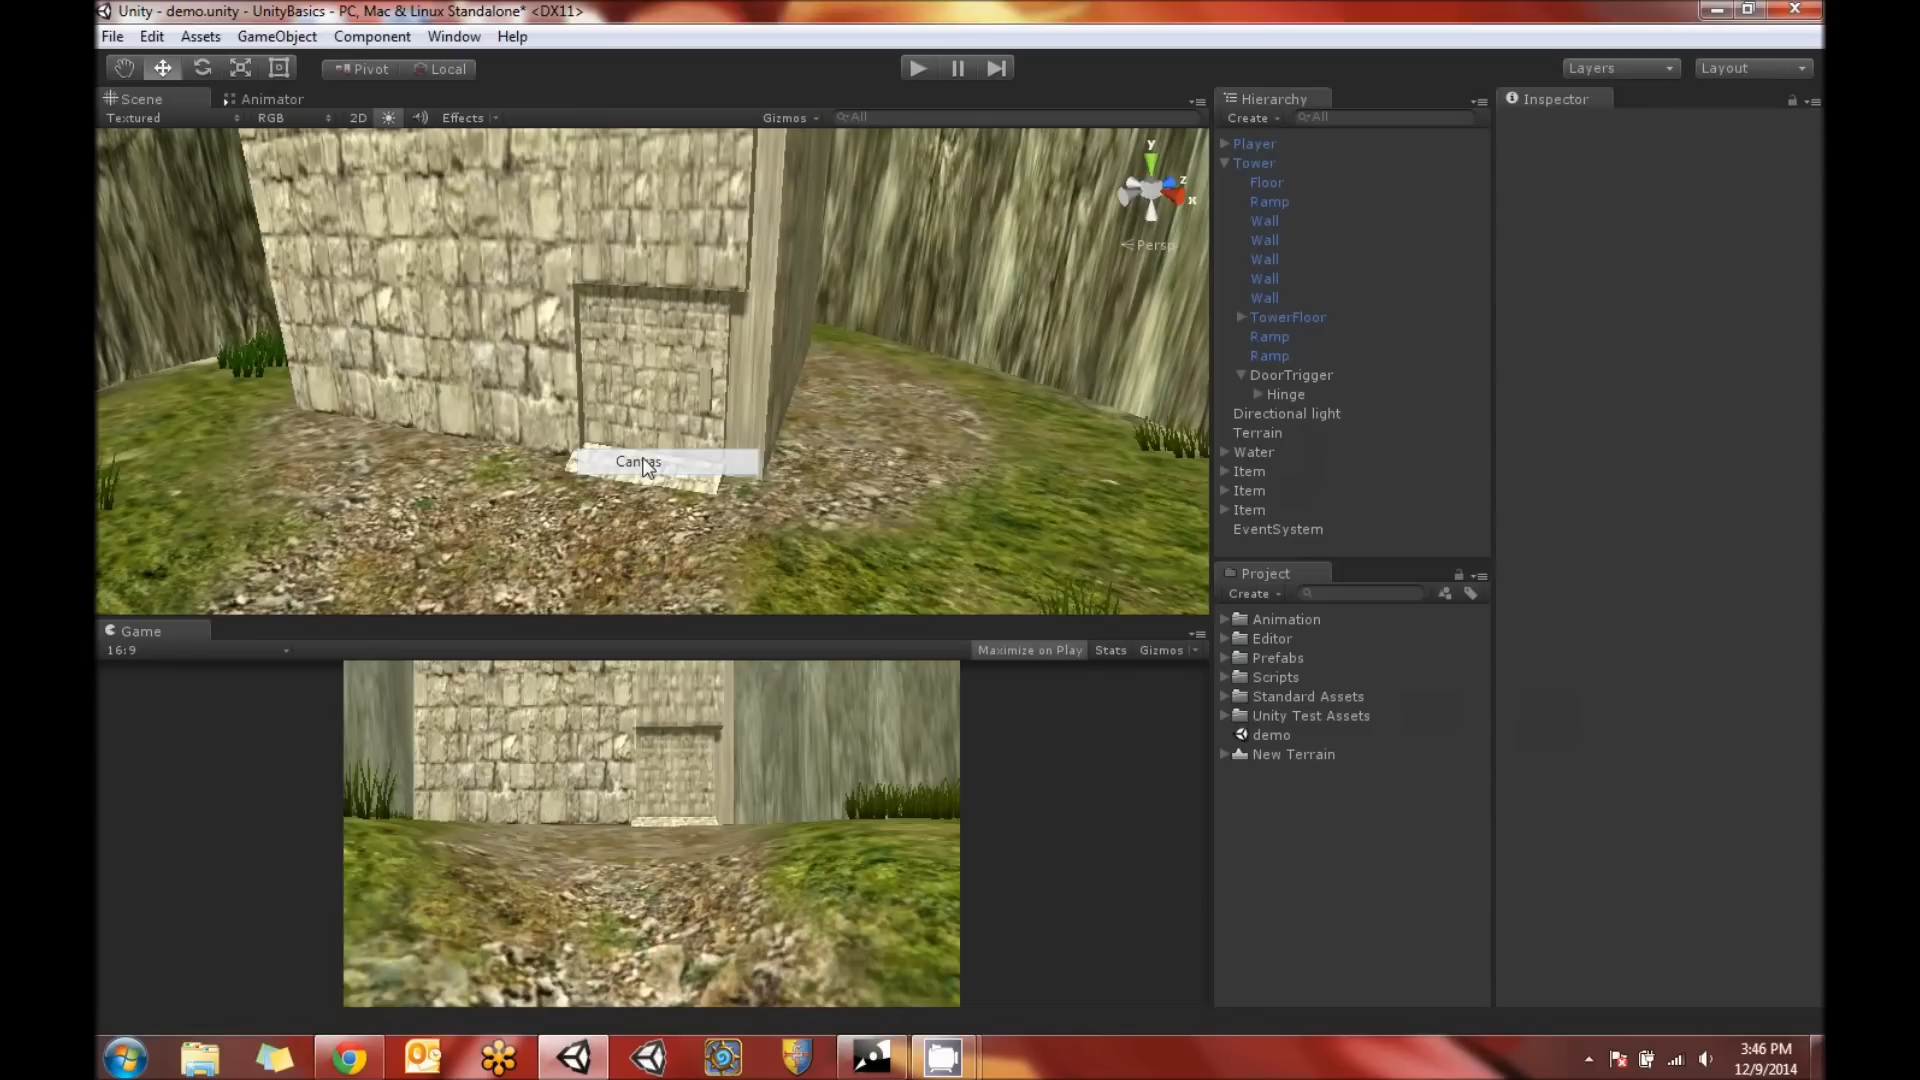 Unity - demo.unity - UnityBasics - PC, Mac & Linux Standalone* <DX11>
File Edit Assets GameObject Component Window Help
Pivot Local Layers Layout
Scene Animator
Textured RGB 2D Effects Gizmos All
y
z
x
Persp
Canvas
Game
16:9 Maximize on Play Stats Gizmos
Hierarchy
Create All
Player
Tower
Floor
Ramp
Wall
Wall
Wall
Wall
Wall
TowerFloor
Ramp
Ramp
DoorTrigger
Hinge
Directional light
Terrain
Water
Item
Item
Item
EventSystem
Project
Create
Animation
Editor
Prefabs
Scripts
Standard Assets
Unity Test Assets
demo
New Terrain
Inspector
3:46 PM
12/9/2014